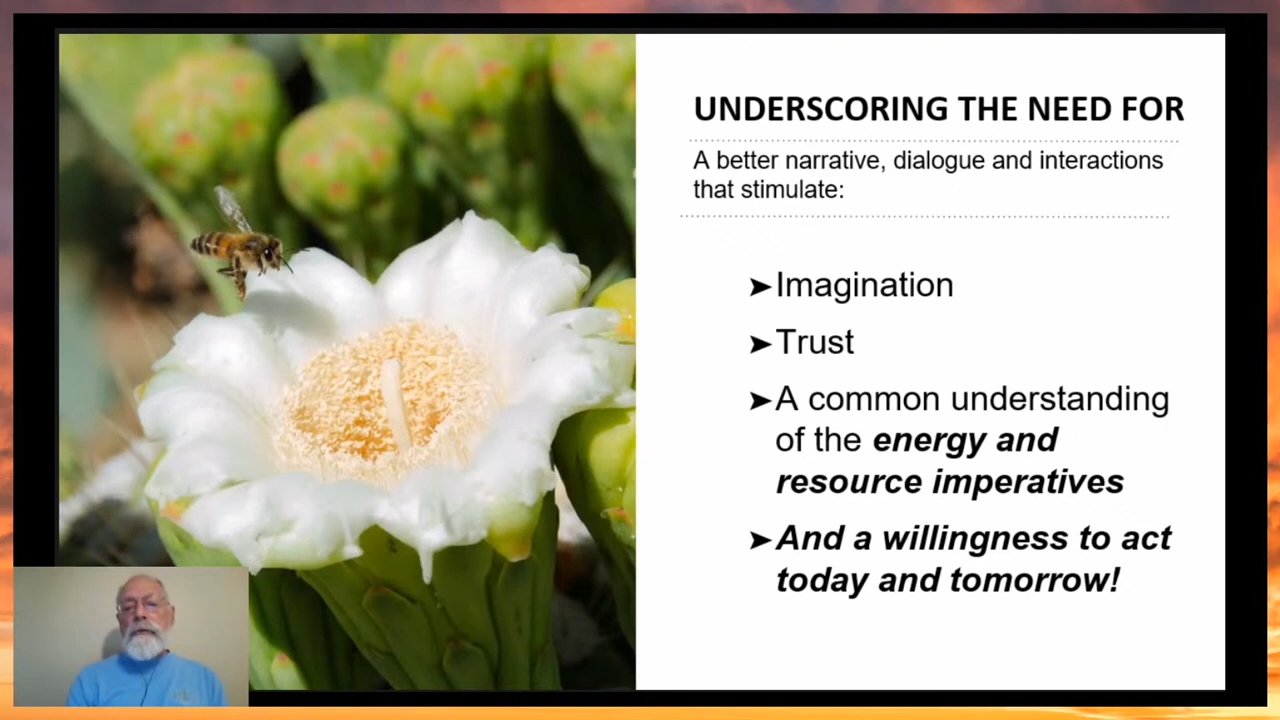 UNDERSCORING THE NEED FOR
A better narrative, dialogue and interactions
that stimulate:
➤Imagination
➤Trust
➤A common understanding
of the energy and
resource imperatives
➤And a willingness to act
today and tomorrow!